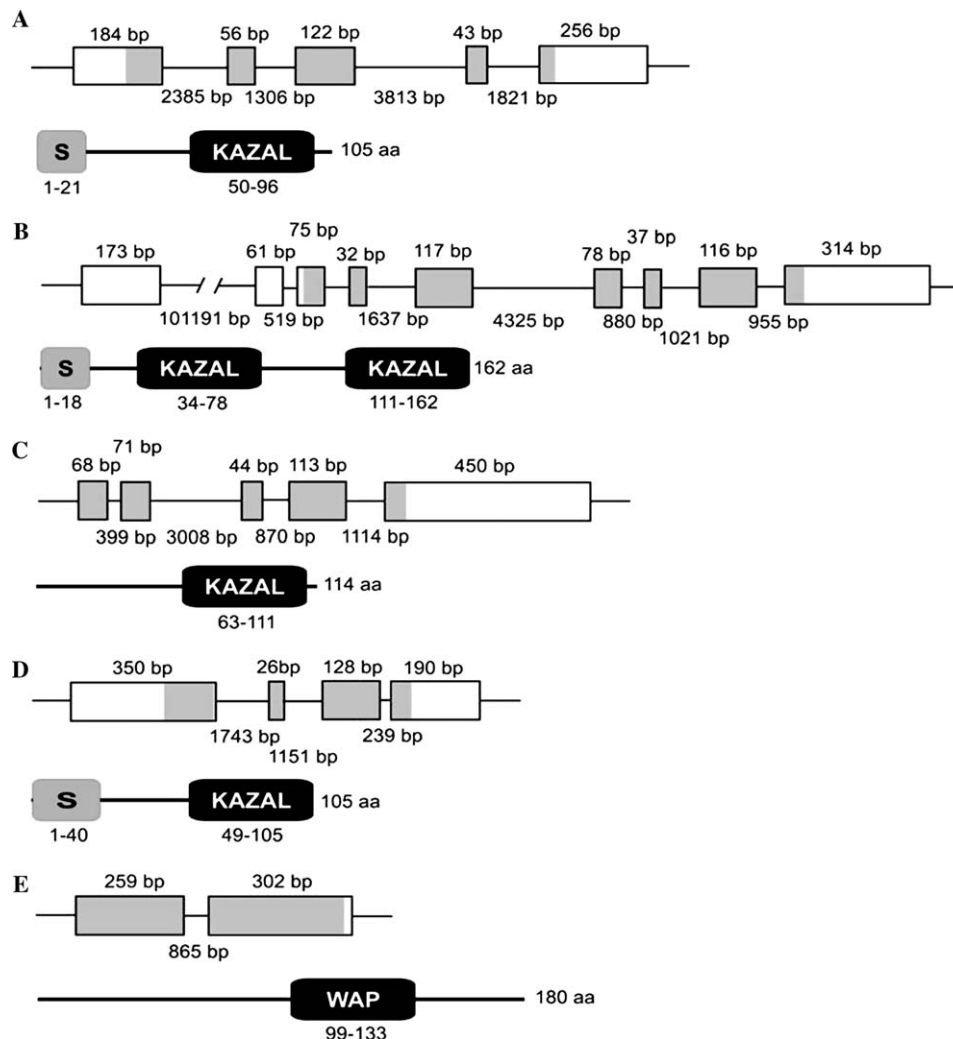 A
184 bp 56 bp 122 bp 43 bp 256 bp
2385 bp 1306 bp 3813 bp 1821 bp
S KAZAL 105 aa
1-21 50-96
B
75 bp 37 bp
173 bp 61 bp 32 bp 117 bp 78 bp 116 bp 314 bp
101191 bp 519 bp 1637 bp 4325 bp 880 bp 955 bp
1021 bp
S KAZAL KAZAL 162 aa
1-18 34-78 111-162
C
71 bp
68 bp 44 bp 113 bp 450 bp
399 bp 3008 bp 870 bp 1114 bp
KAZAL 114 aa
63-111
D
350 bp 26bp 128 bp 190 bp
1743 bp 239 bp
1151 bp
S KAZAL 105 aa
1-40 49-105
E
259 bp 302 bp
865 bp
WAP 180 aa
99-133